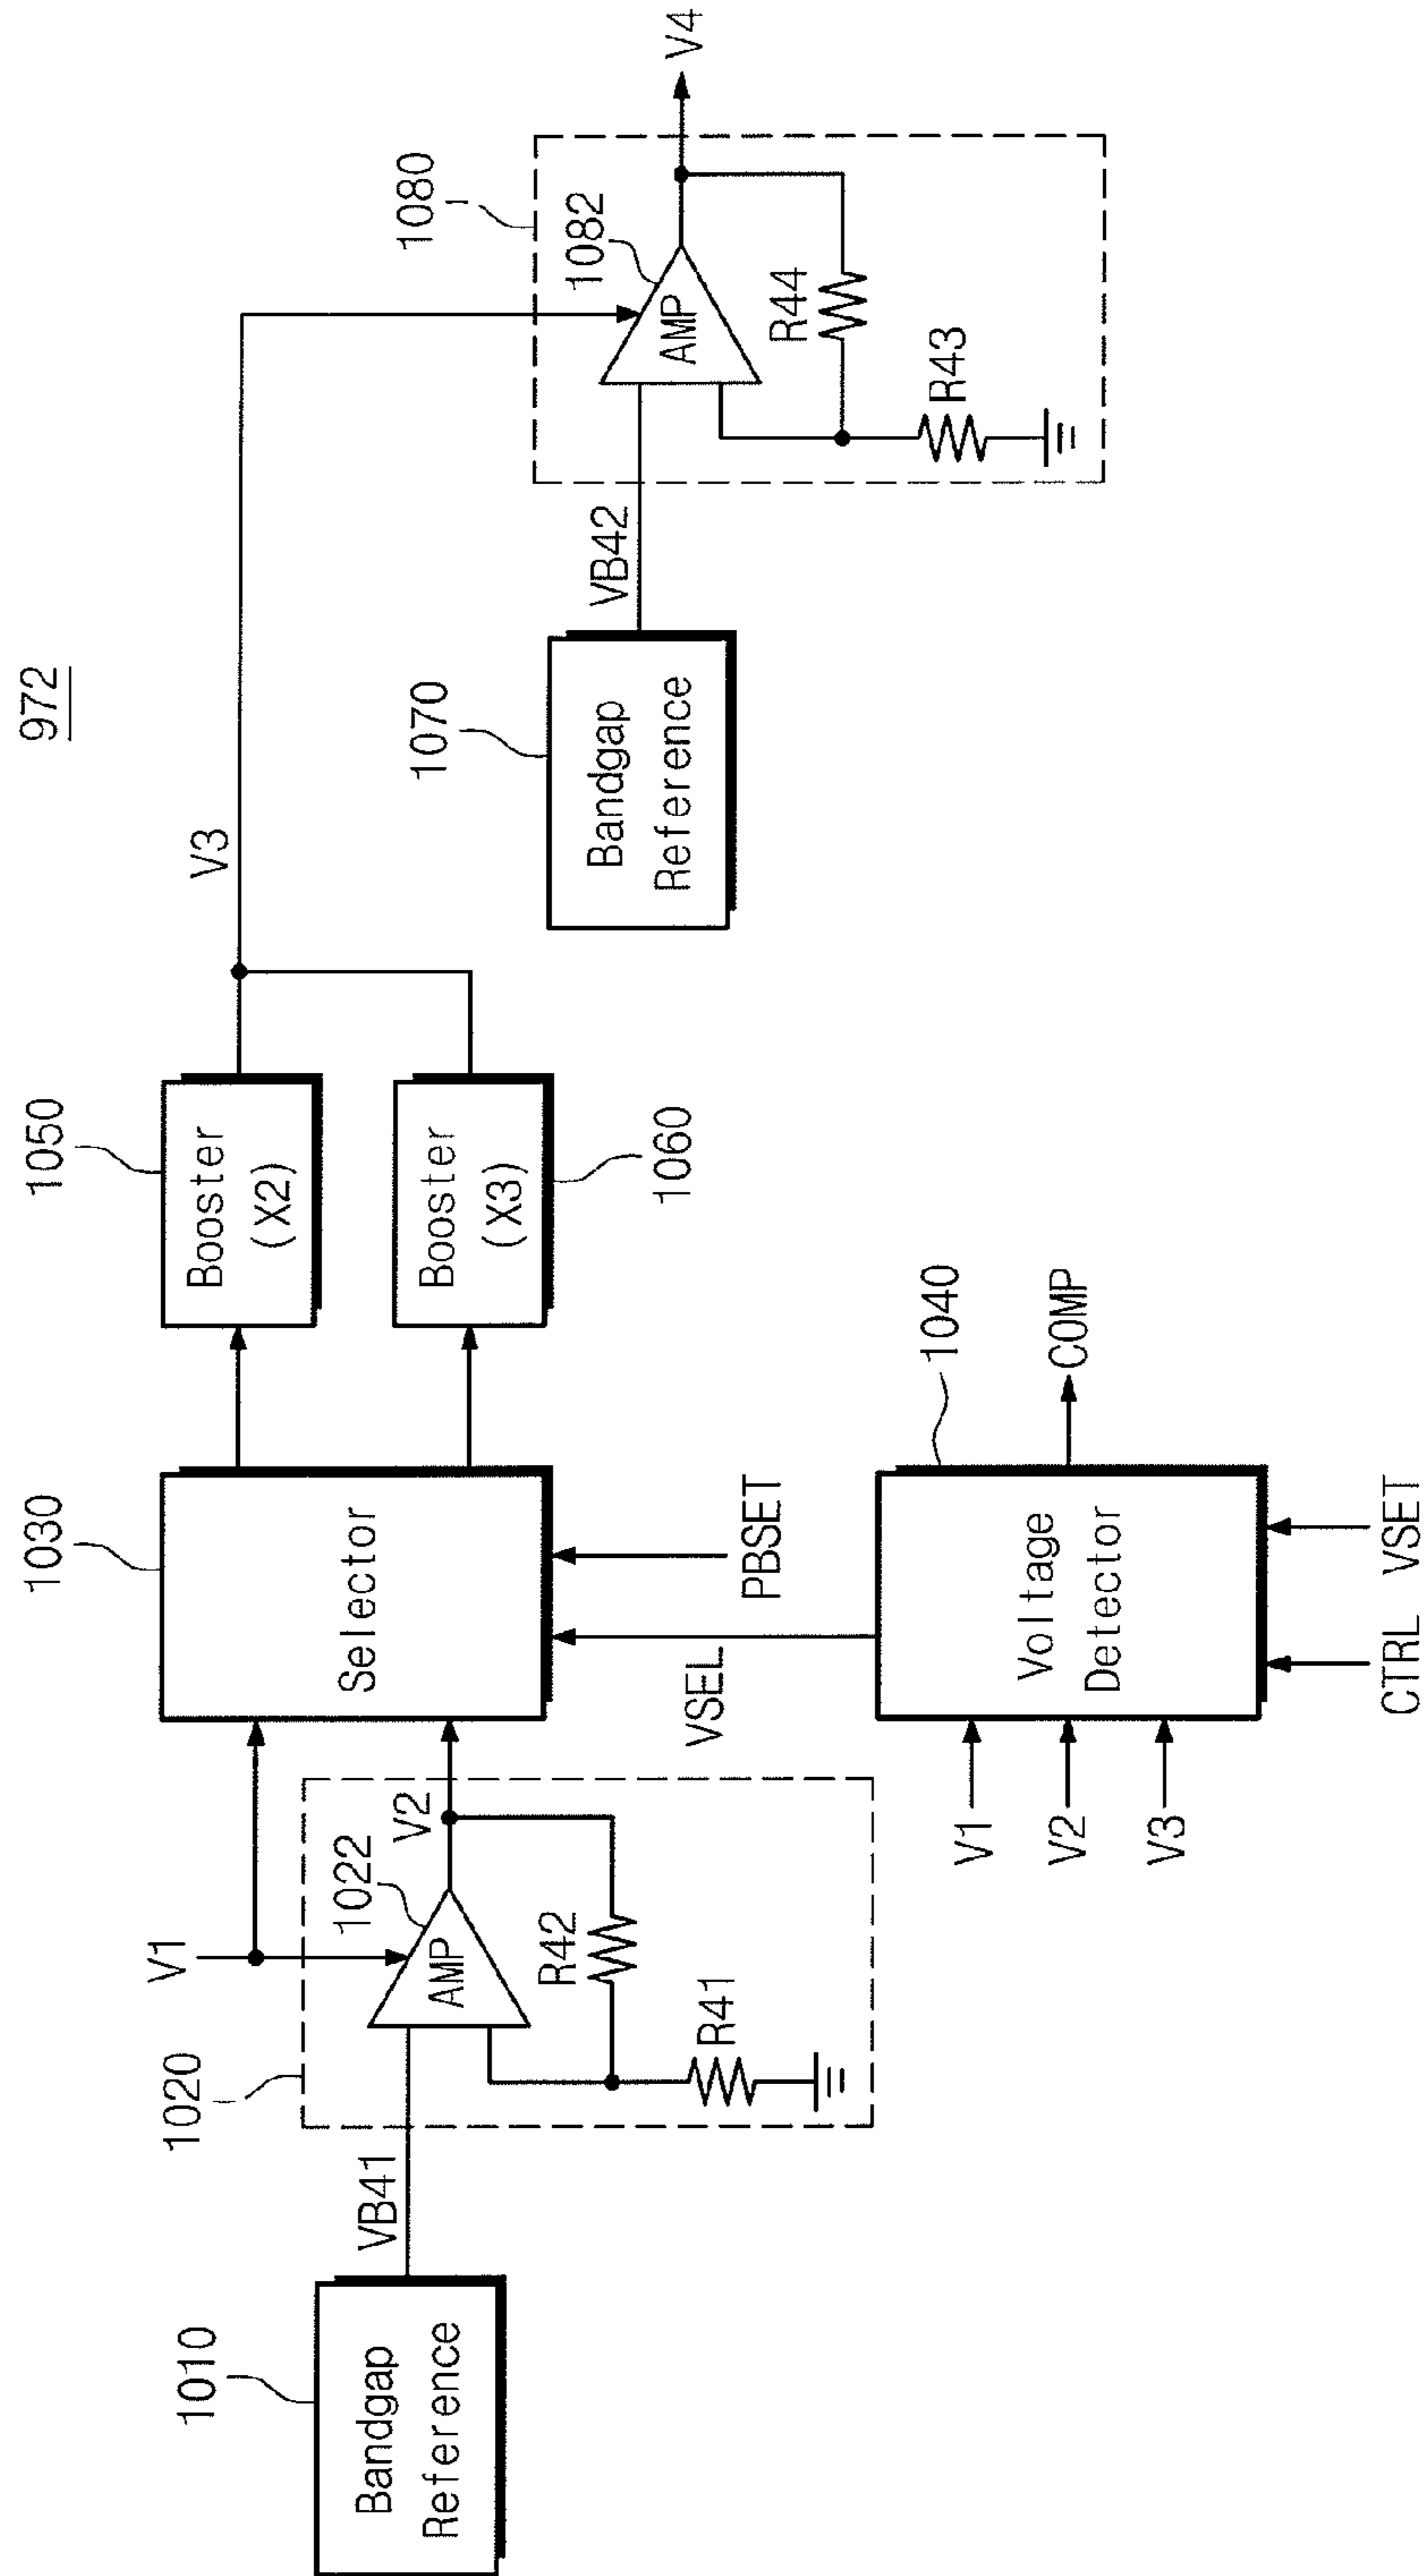 972
1010
Bandgap
Reference
VB41
1020
V1
1022
AMP
V2
R42
R41
1030
Selector
VSEL
PBSET
1040
Voltage
Detector
V1
V2
V3
CTRL
VSET
COMP
1050
Booster
(X2)
Booster
(X3)
1060
V3
1070
Bandgap
Reference
VB42
1080
1082
AMP
R44
R43
V4